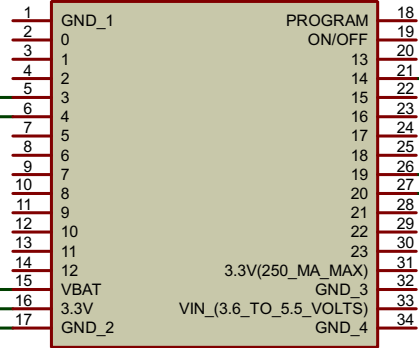 1 GND_1 PROGRAM 18
2 0 ON/OFF 19
3 1 13 20
4 2 14 21
5 3 15 22
6 4 16 23
7 5 17 24
8 6 18 25
9 7 19 26
10 8 20 27
11 9 21 28
12 10 22 29
13 11 23 30
14 12 3.3V(250_MA_MAX) 31
15 VBAT GND_3 32
16 3.3V VIN_(3.6_TO_5.5_VOLTS) 33
17 GND_2 GND_4 34